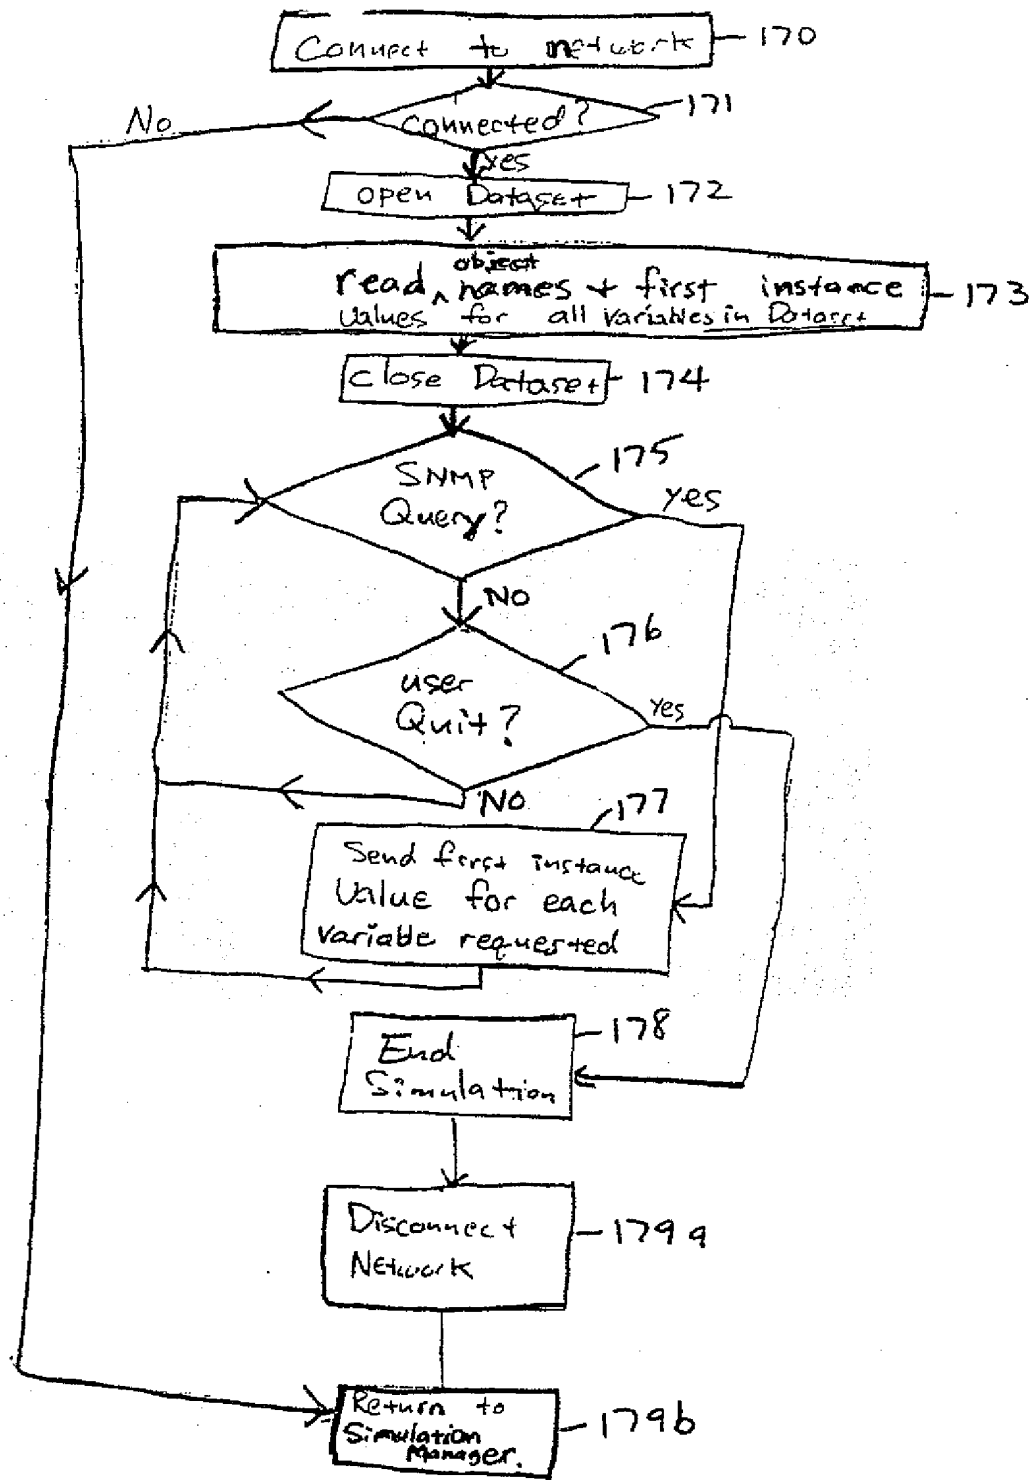 Connect to network
170
171
No
connected?
Yes
open Dataset
172
object
read ^ names + first instance
173
Values for all variables in Dataset
close Dataset
174
175
SNMP
Query?
Yes
NO
176
user
Quit?
Yes
NO
177
Send first instance
Value for each
variable requested
178
End
Simulation
Disconnect
179a
Network
Return to
179b
Simulation
Manager.